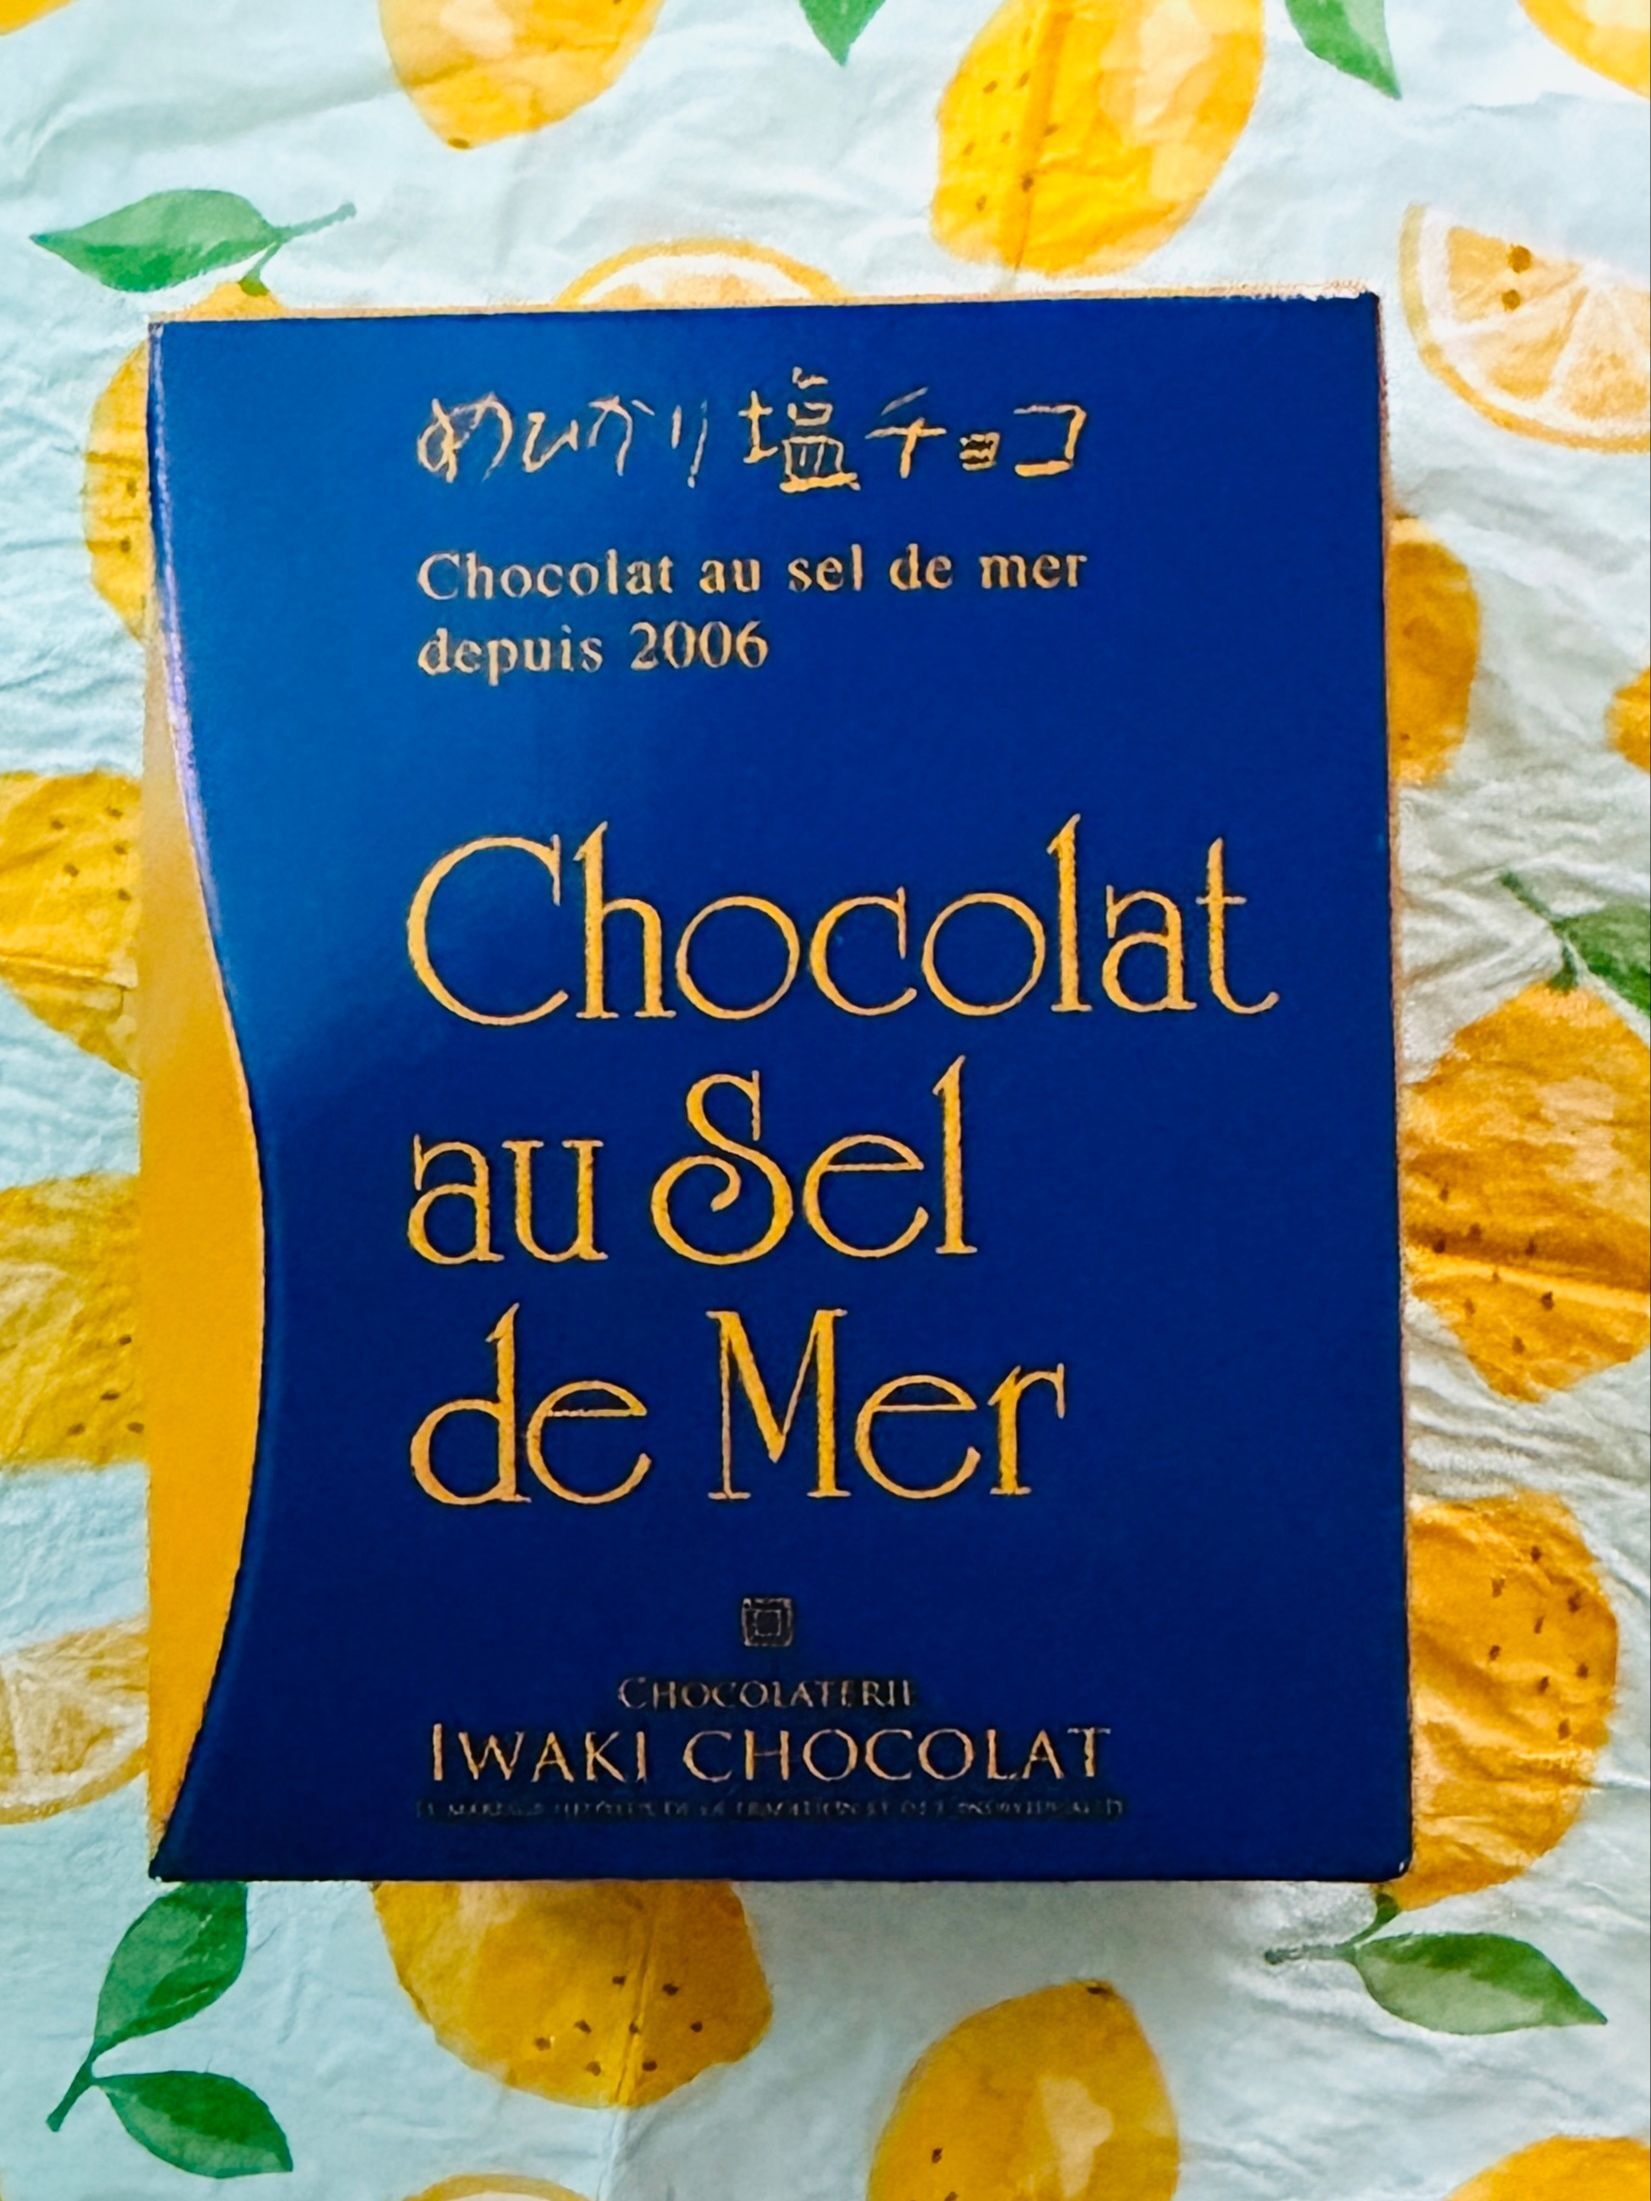 めひかり塩チョコ
Chocolat au sel de mer
depuis 2006
Chocolat
au Sel
de Mer
CHOCOLATERIE
IWAKI CHOCOLAT